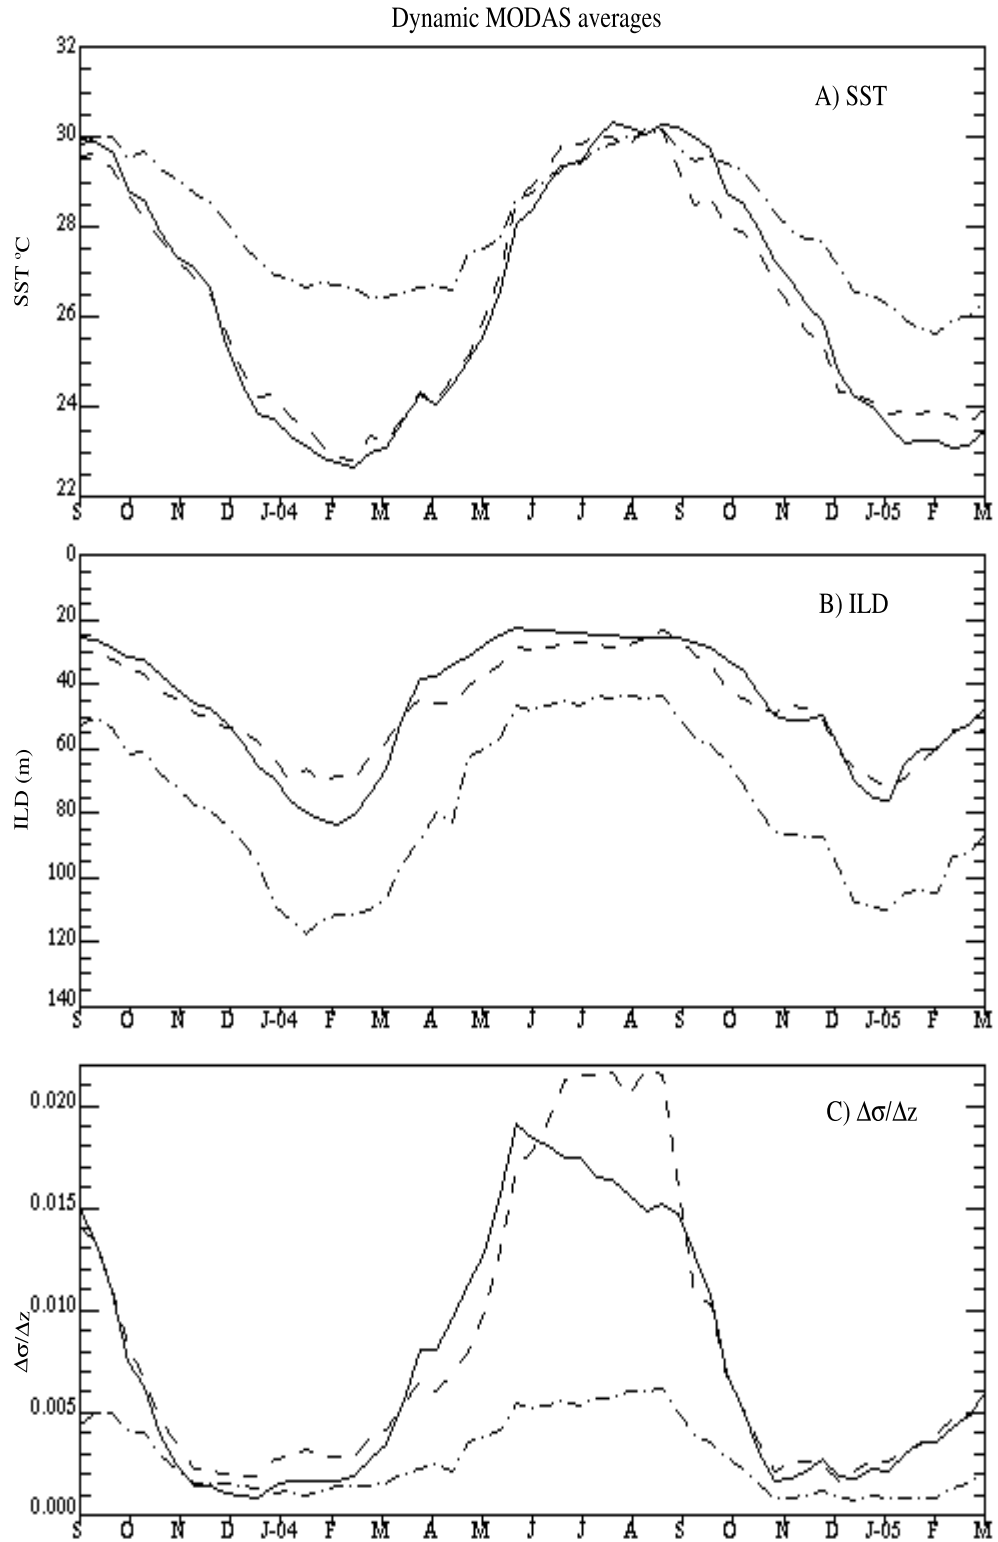 Dynamic MODAS averages
A) SST
SST ºC
32
30
28
26
24
22
S O N D J-04 F M A M J J A S O N D J-05 F M
B) ILD
ILD (m)
0
20
40
60
80
100
120
140
S O N D J-04 F M A M J J A S O N D J-05 F M
C) Δσ/Δz
Δσ/Δz
0.020
0.015
0.010
0.005
0.000
S O N D J-04 F M A M J J A S O N D J-05 F M